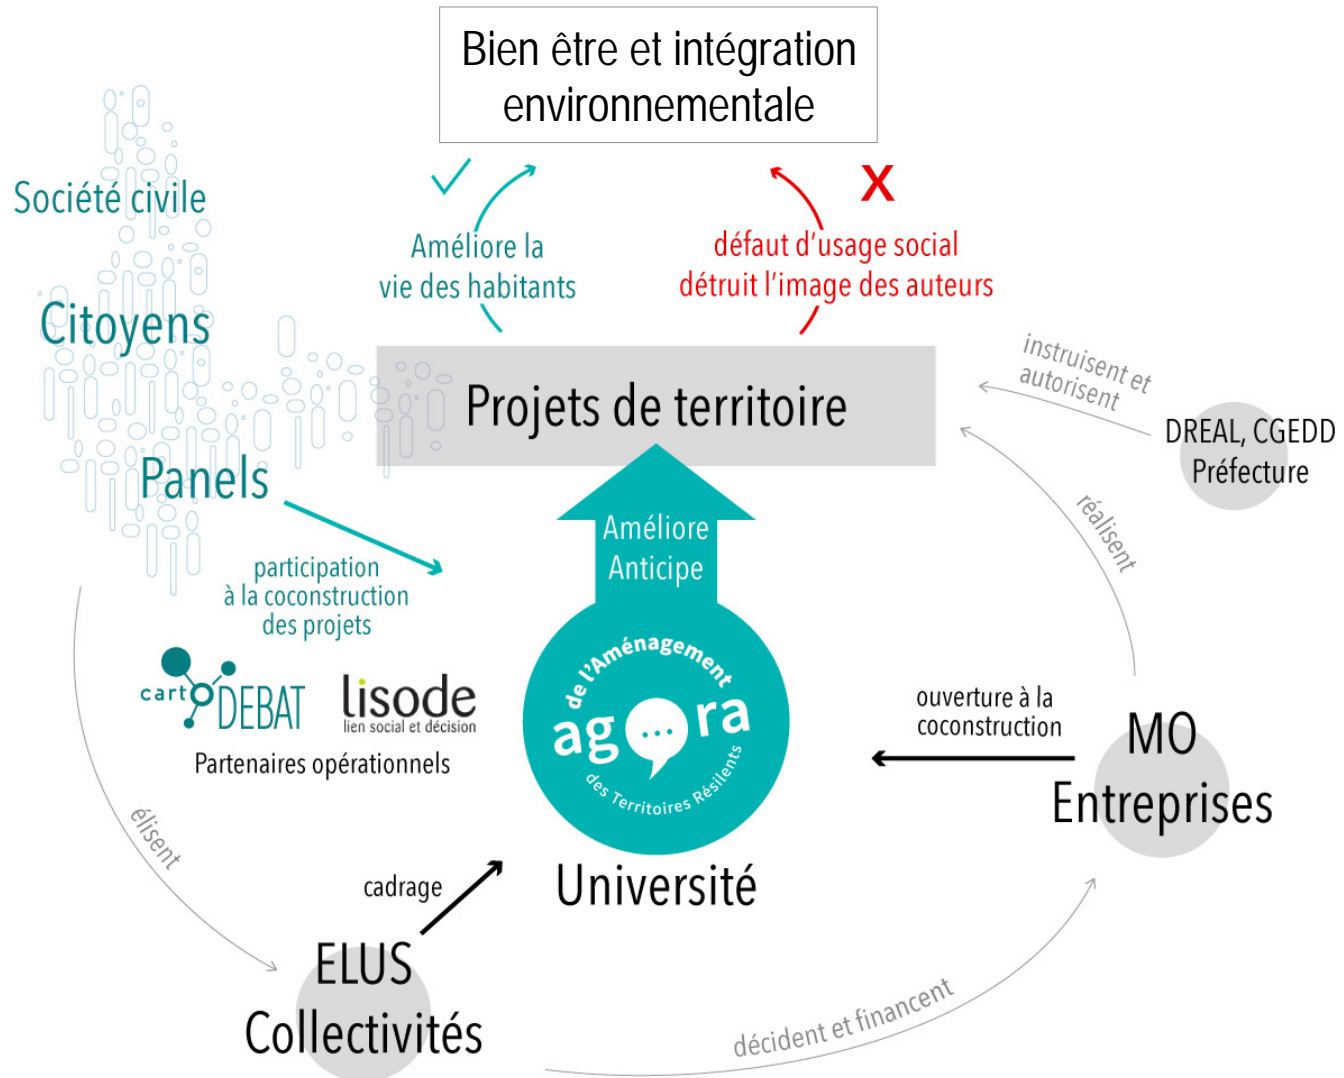 Bien être et intégration
environnementale
Société civile
Citoyens
Panels
Améliore la
vie des habitants
X
défaut d'usage social
détruit l'image des auteurs
Projets de territoire
instruisent et
autorisent
DREAL, CGEDD
Préfecture
réalisent
Améliore
Anticipe
participation
à la coconstruction
des projets
cartoDEBAT
lisode
lien social et décision
Partenaires opérationnels
de l'Aménagement
agora
des Territoires Résilents
Université
ouverture à la
coconstruction
MO
Entreprises
élisent
cadrage
ELUS
Collectivités
décident et financent